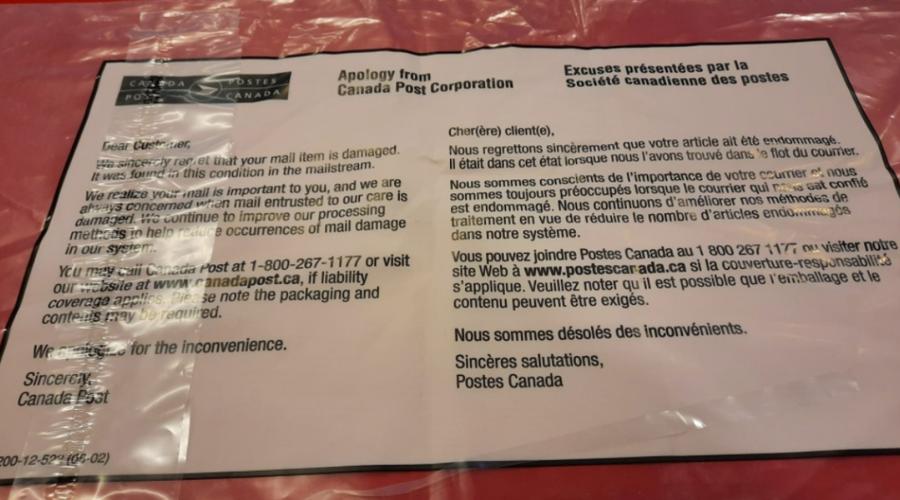 CANADA POSTES
POST CANADA
Apology from
Canada Post Corporation
Excuses présentées par la
Société canadienne des postes
Dear Customer,
We sincerely regret that your mail item is damaged.
It was found in this condition in the mailstream.
We realize your mail is important to you, and we are
always concerned when mail entrusted to our care is
damaged. We continue to improve our processing
methods to help reduce occurrences of mail damage
in our system.
You may call Canada Post at 1-800-267-1177 or visit
our website at www.canadapost.ca, if liability
coverage applies. Please note the packaging and
contents may be required.
We apologize for the inconvenience.
Sincerely,
Canada Post
Cher(ère) client(e),
Nous regrettons sincèrement que votre article ait été endommagé.
Il était dans cet état lorsque nous l'avons trouvé dans le flot du courrier.
Nous sommes conscients de l'importance de votre courrier et nous
sommes toujours préoccupés lorsque le courrier qui nous est confié
est endommagé. Nous continuons d'améliorer nos méthodes de
traitement en vue de réduire le nombre d'articles endommagés
dans notre système.
Vous pouvez joindre Postes Canada au 1 800 267 1177 ou visiter notre
site Web à www.postescanada.ca si la couverture-responsabilité
s'applique. Veuillez noter qu'il est possible que l'emballage et le
contenu peuvent être exigés.
Nous sommes désolés des inconvénients.
Sincères salutations,
Postes Canada
(06-02)